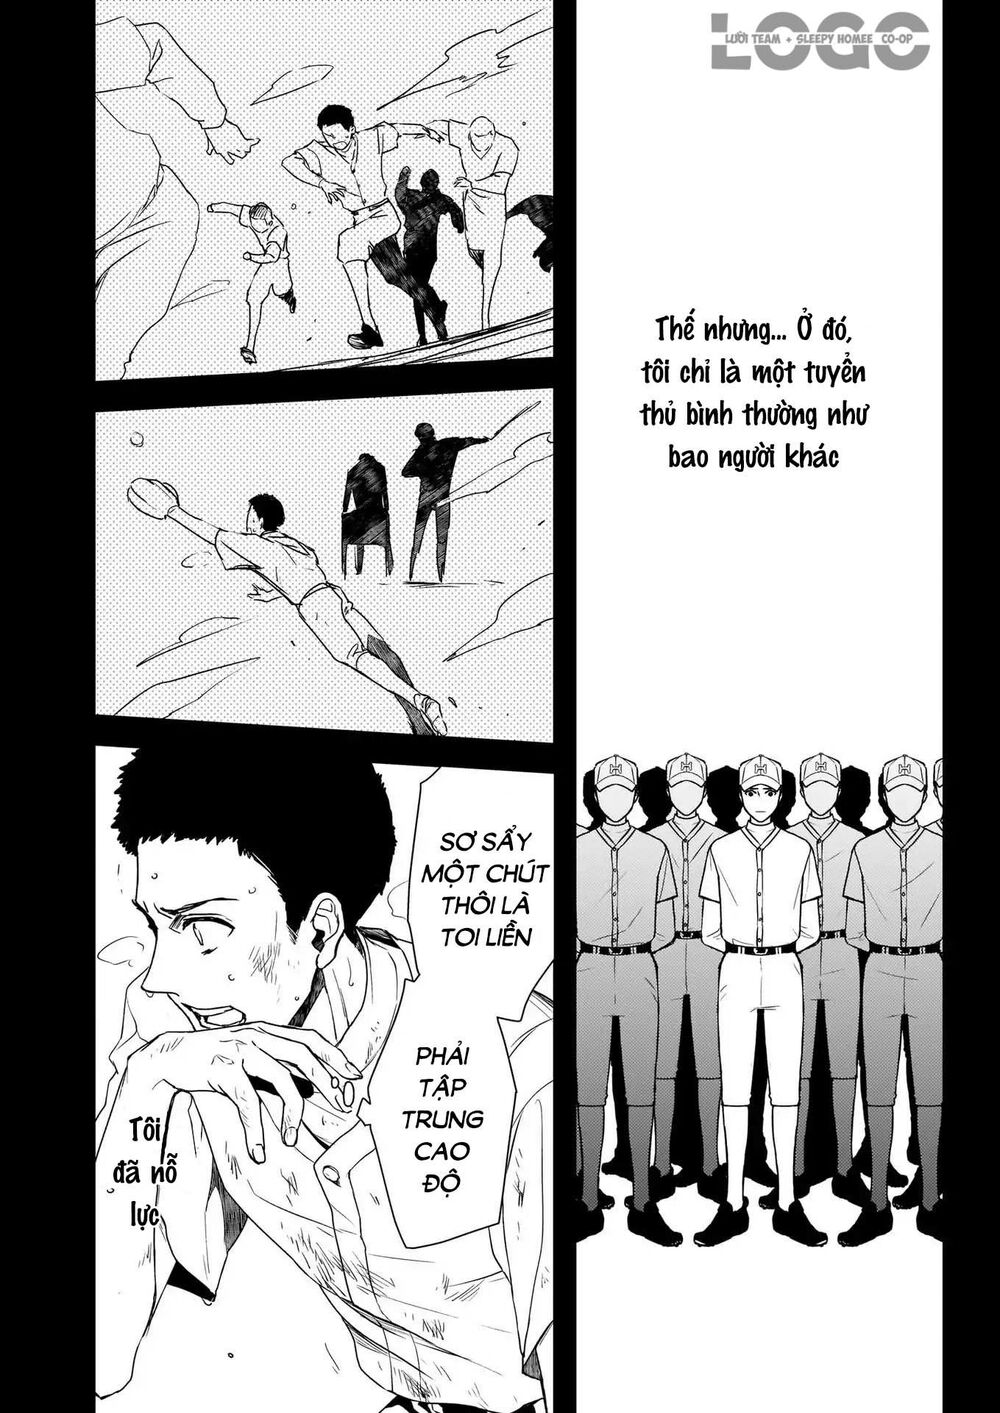 LOGO
LƯỜI TEAM + SLEEPY HOMEE CO-OP
Thế nhưng... Ở đó,
tôi chỉ là một tuyển
thủ bình thường như
bao người khác
SƠ SẨY
MỘT CHÚT
THÔI LÀ
TOI LIỀN
PHẢI
TẬP
TRUNG
CAO
ĐỘ
Tôi
đã nỗ
lực